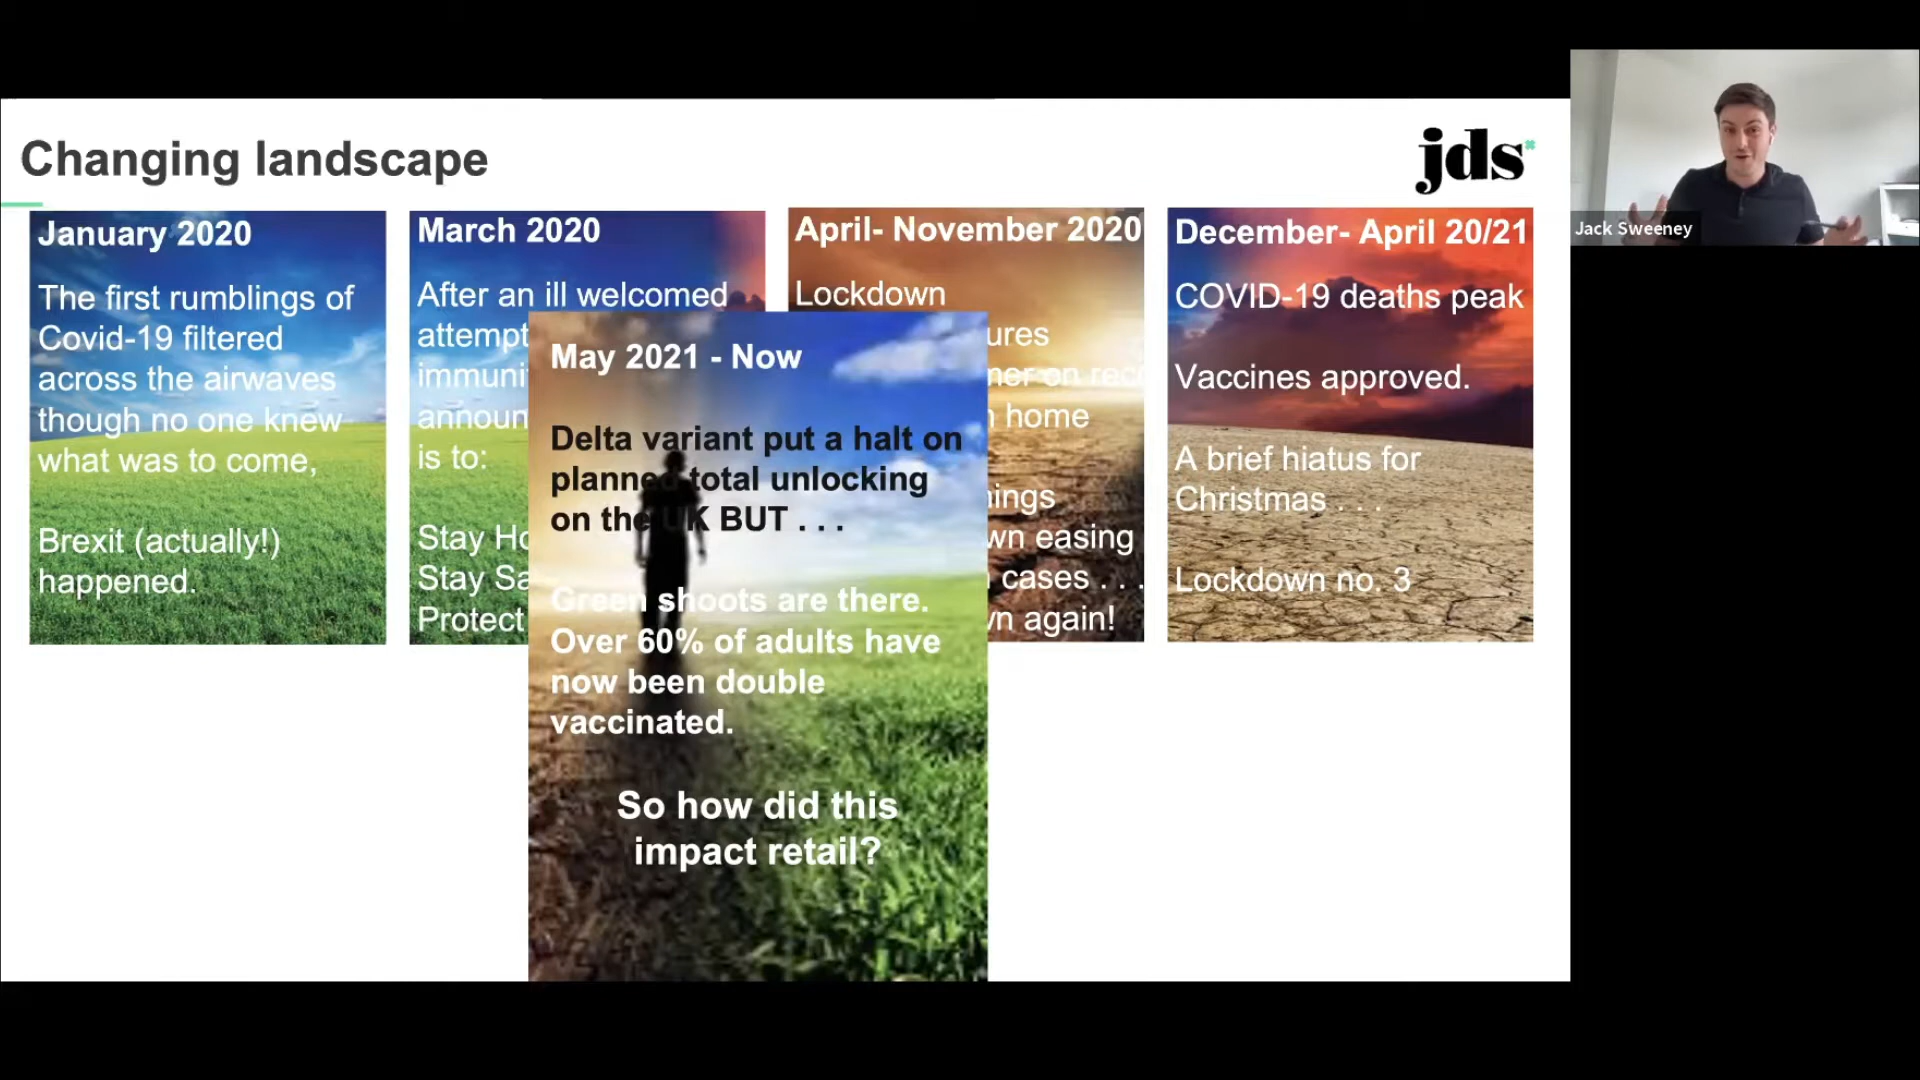 Changing landscape
jds
Jack Sweeney
January 2020
The first rumblings of
Covid-19 filtered
across the airwaves
though no one knew
what was to come,
Brexit (actually!)
happened.
March 2020
After an ill welcomed
attempt
immuni
announ
is to:
Stay Ho
Stay Sa
Protect
April- November 2020
Lockdown
ures
mer on rec
home
ings
wn easing
cases . . .
wn again!
December- April 20/21
COVID-19 deaths peak
Vaccines approved.
A brief hiatus for
Christmas . . .
Lockdown no. 3
May 2021 - Now
Delta variant put a halt on
planned total unlocking
on the UK BUT . . .
Green shoots are there.
Over 60% of adults have
now been double
vaccinated.
So how did this
impact retail?